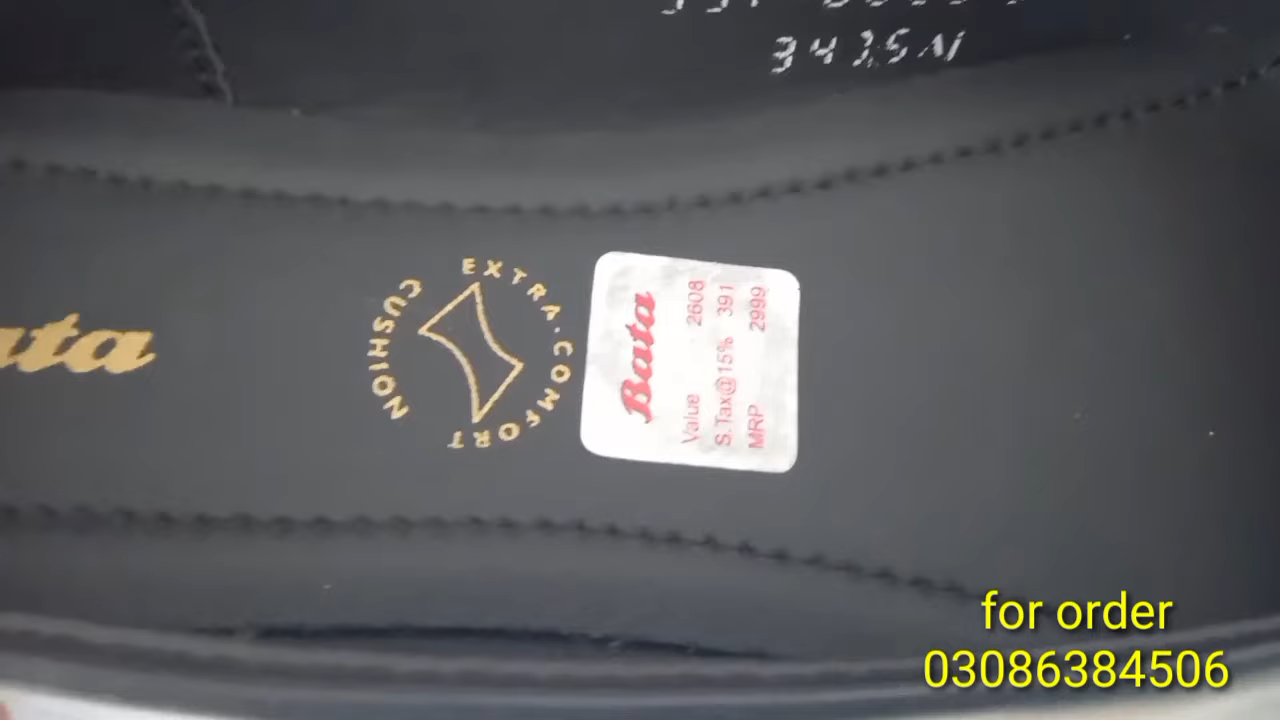 343.5N
ata
EXTRA.COMFORT
CUSHION
Bata
Value 2608
S.Tax@15% 391
MRP 2999
for order
03086384506